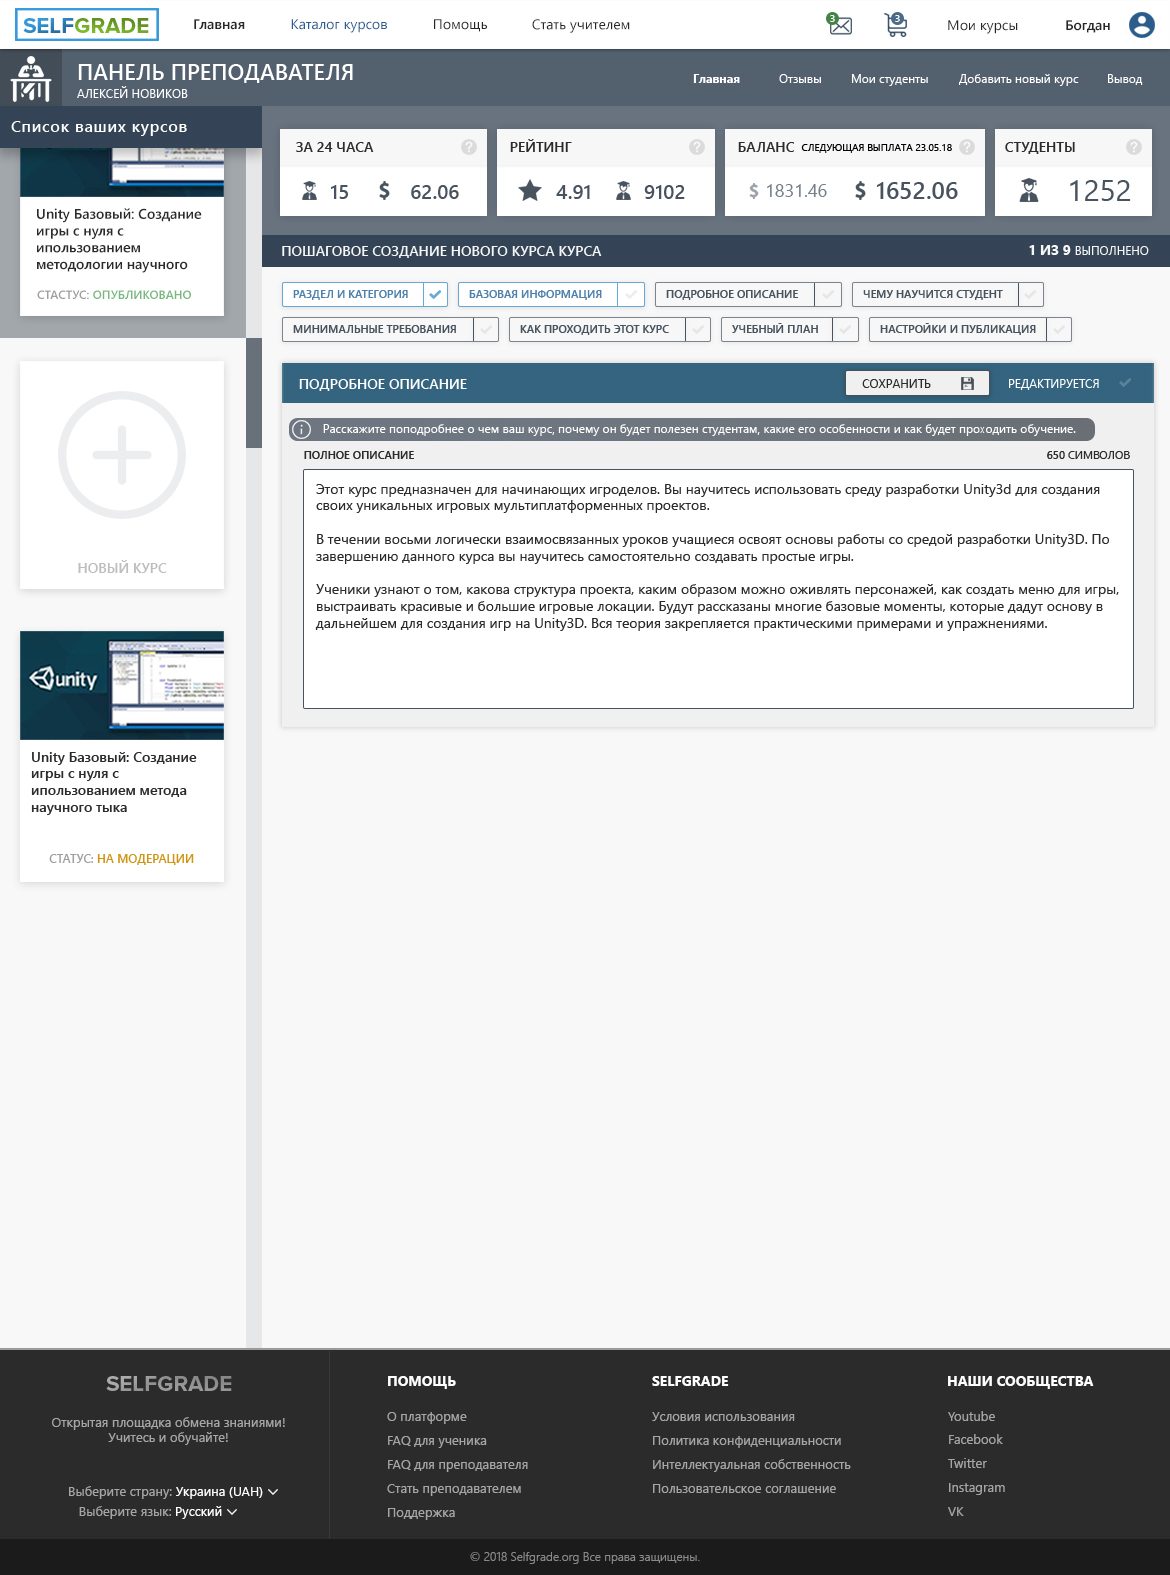 SELFGRADE
Главная
Каталог курсов
Помощь
Стать учителем
3
3
Мои курсы
Богдан
ПАНЕЛЬ ПРЕПОДАВАТЕЛЯ
АЛЕКСЕЙ НОВИКОВ
Главная
Отзывы
Мои студенты
Добавить новый курс
Вывод
Список ваших курсов
Unity Базовый: Создание
игры с нуля с
ипользованием
методологии научного
СТАСТУС: ОПУБЛИКОВАНО
НОВЫЙ КУРС
unity
Unity Базовый: Создание
игры с нуля с
ипользованием метода
научного тыка
СТАТУС: НА МОДЕРАЦИИ
ЗА 24 ЧАСА ?
15 $ 62.06
РЕЙТИНГ ?
4.91 9102
БАЛАНС СЛЕДУЮЩАЯ ВЫПЛАТА 23.05.18 ?
$ 1831.46 $ 1652.06
СТУДЕНТЫ ?
1252
ПОШАГОВОЕ СОЗДАНИЕ НОВОГО КУРСА КУРСА
1 ИЗ 9 ВЫПОЛНЕНО
РАЗДЕЛ И КАТЕГОРИЯ
БАЗОВАЯ ИНФОРМАЦИЯ
ПОДРОБНОЕ ОПИСАНИЕ
ЧЕМУ НАУЧИТСЯ СТУДЕНТ
МИНИМАЛЬНЫЕ ТРЕБОВАНИЯ
КАК ПРОХОДИТЬ ЭТОТ КУРС
УЧЕБНЫЙ ПЛАН
НАСТРОЙКИ И ПУБЛИКАЦИЯ
ПОДРОБНОЕ ОПИСАНИЕ
СОХРАНИТЬ
РЕДАКТИРУЕТСЯ
Расскажите поподробнее о чем ваш курс, почему он будет полезен студентам, какие его особенности и как будет проходить обучение.
ПОЛНОЕ ОПИСАНИЕ
650 СИМВОЛОВ
Этот курс предназначен для начинающих игроделов. Вы научитесь использовать среду разработки Unity3d для создания
своих уникальных игровых мультиплатформенных проектов.
В течении восьми логически взаимосвязанных уроков учащиеся освоят основы работы со средой разработки Unity3D. По
завершению данного курса вы научитесь самостоятельно создавать простые игры.
Ученики узнают о том, какова структура проекта, каким образом можно оживлять персонажей, как создать меню для игры,
выстраивать красивые и большие игровые локации. Будут рассказаны многие базовые моменты, которые дадут основу в
дальнейшем для создания игр на Unity3D. Вся теория закрепляется практическими примерами и упражнениями.
SELFGRADE
Открытая площадка обмена знаниями!
Учитесь и обучайте!
Выберите страну: Украина (UAH)
Выберите язык: Русский
ПОМОЩЬ
О платформе
FAQ для ученика
FAQ для преподавателя
Стать преподавателем
Поддержка
SELFGRADE
Условия использования
Политика конфиденциальности
Интеллектуальная собственность
Пользовательское соглашение
НАШИ СООБЩЕСТВА
Youtube
Facebook
Twitter
Instagram
VK
© 2018 Selfgrade.org Все права защищены.